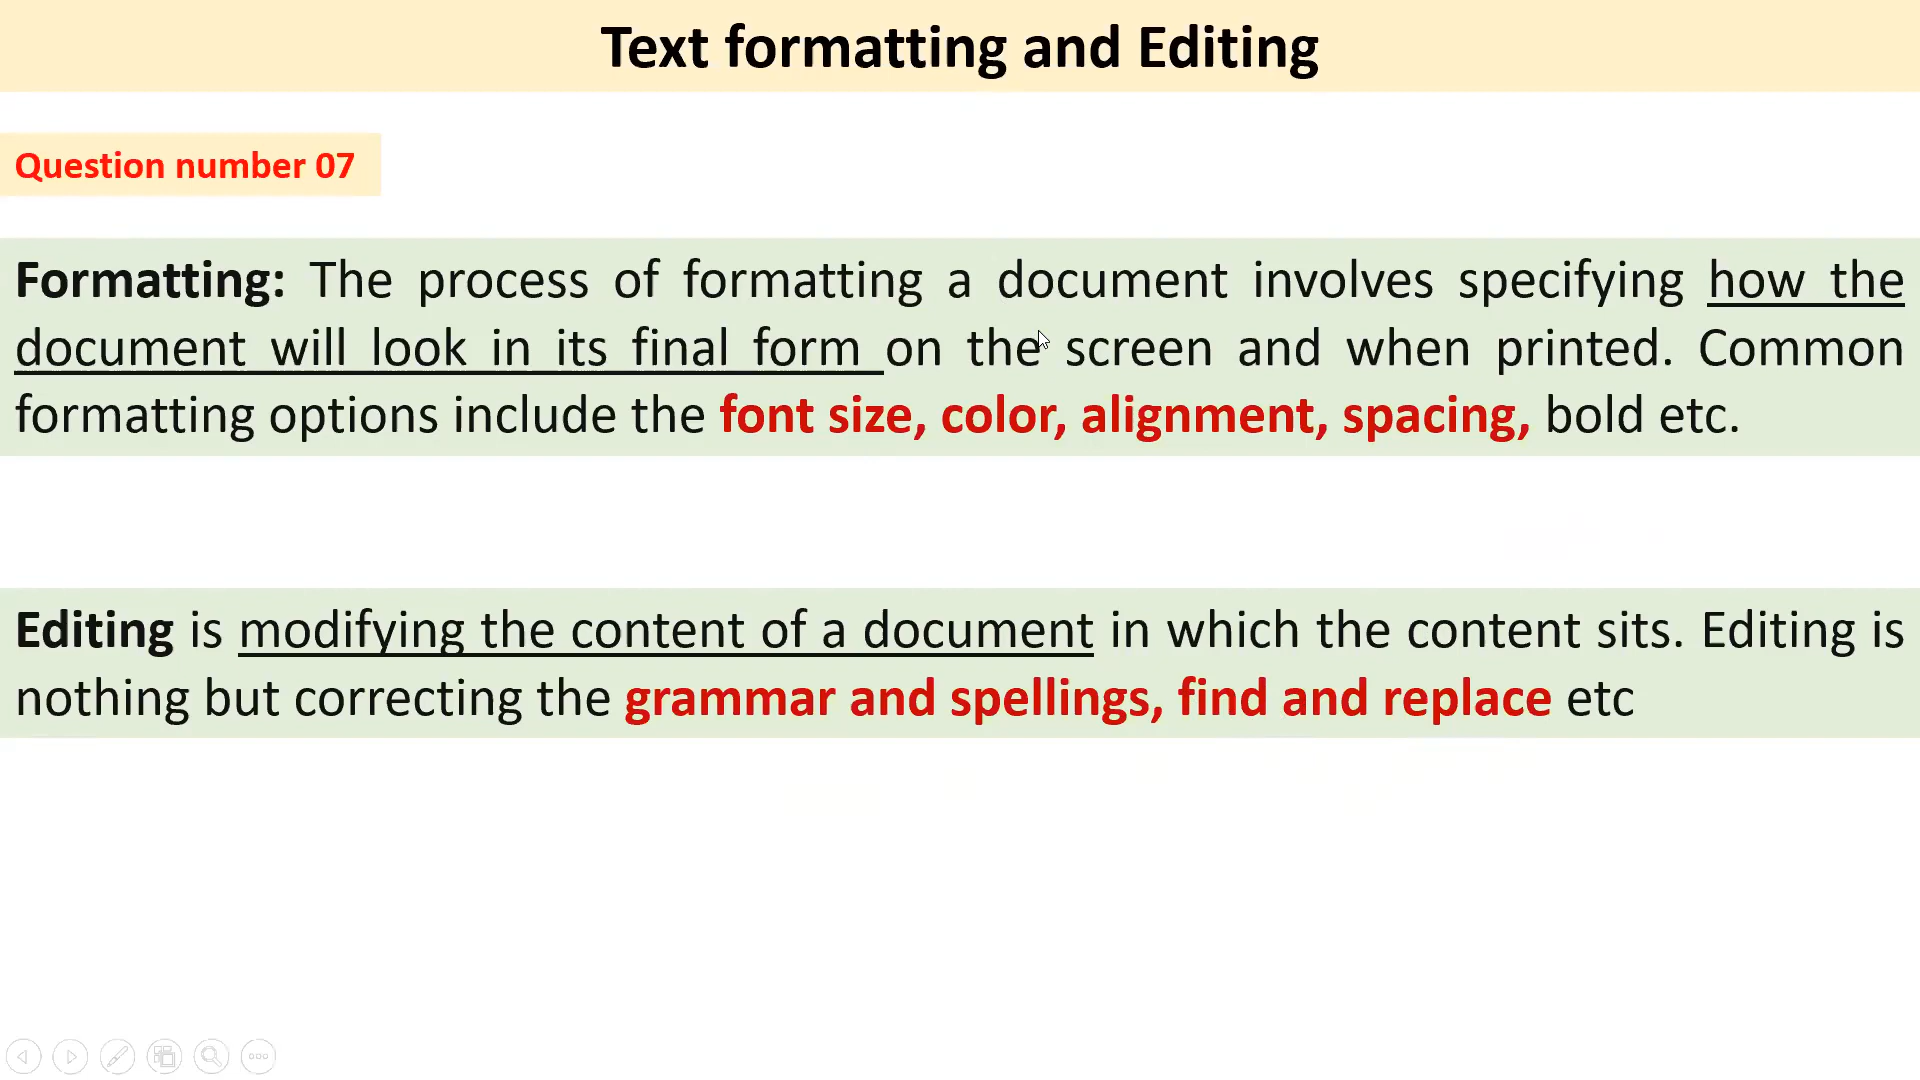 Text formatting and Editing
Question number 07
Formatting: The process of formatting a document involves specifying how the
document will look in its final form on the screen and when printed. Common
formatting options include the font size, color, alignment, spacing, bold etc.
Editing is modifying the content of a document in which the content sits. Editing is
nothing but correcting the grammar and spellings, find and replace etc